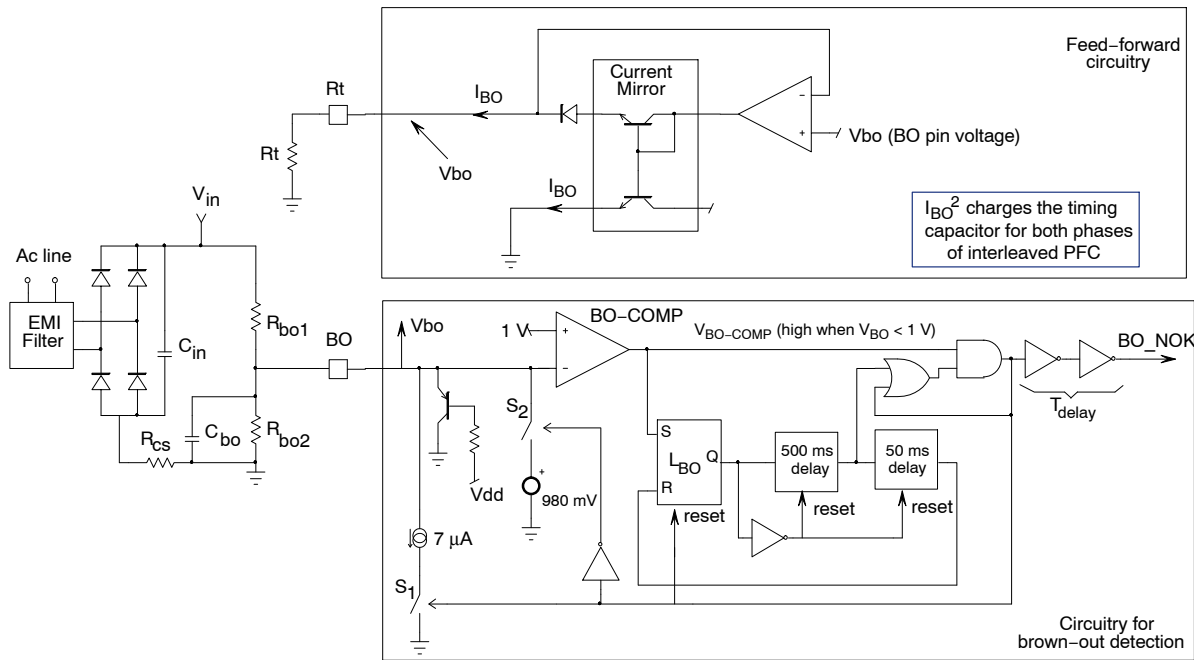 Feed−forward
circuitry
Current
Mirror
Rt
I_BO
−
+
Vbo (BO pin voltage)
Rt
Vbo
I_BO
I_BO² charges the timing
capacitor for both phases
of interleaved PFC
V_in
Ac line
EMI
Filter
C_in
R_bo1
BO
Vbo
1 V
+
−
BO−COMP
V_BO−COMP (high when V_BO < 1 V)
BO_NOK
T_delay
R_cs
C_bo
R_bo2
S_2
Vdd
+
980 mV
S
L_BO
Q
R
500 ms
delay
50 ms
delay
reset
reset
reset
7 µA
S_1
Circuitry for
brown−out detection